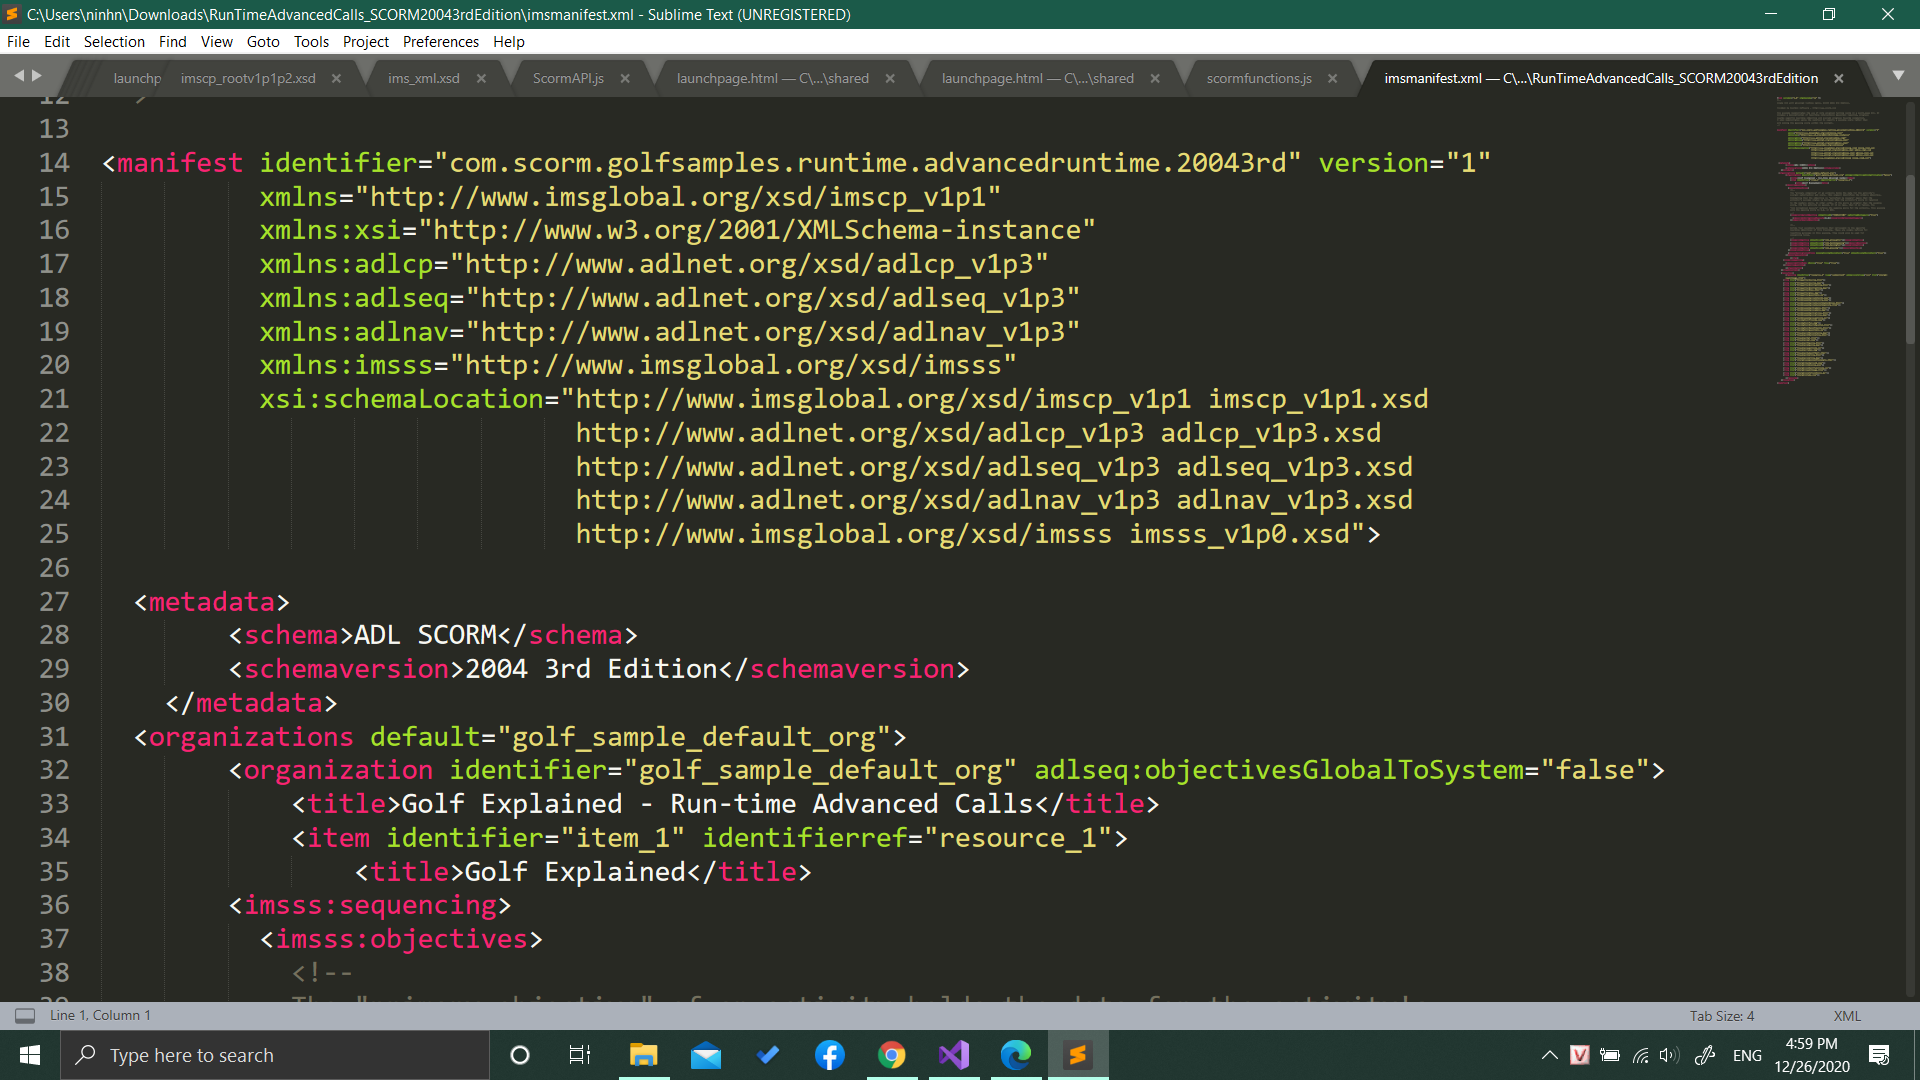 C:\Users\ninhn\Downloads\RunTimeAdvancedCalls_SCORM20043rdEdition\imsmanifest.xml - Sublime Text (UNREGISTERED)
File Edit Selection Find View Goto Tools Project Preferences Help
launchp imscp_rootv1p1p2.xsd ims_xml.xsd ScormAPI.js launchpage.html — C\...\shared launchpage.html — C\...\shared scormfunctions.js imsmanifest.xml — C\...\RunTimeAdvancedCalls_SCORM20043rdEdition
12 >
13
14 <manifest identifier="com.scorm.golfsamples.runtime.advancedruntime.20043rd" version="1"
15 xmlns="http://www.imsglobal.org/xsd/imscp_v1p1"
16 xmlns:xsi="http://www.w3.org/2001/XMLSchema-instance"
17 xmlns:adlcp="http://www.adlnet.org/xsd/adlcp_v1p3"
18 xmlns:adlseq="http://www.adlnet.org/xsd/adlseq_v1p3"
19 xmlns:adlnav="http://www.adlnet.org/xsd/adlnav_v1p3"
20 xmlns:imsss="http://www.imsglobal.org/xsd/imsss"
21 xsi:schemaLocation="http://www.imsglobal.org/xsd/imscp_v1p1 imscp_v1p1.xsd
22 http://www.adlnet.org/xsd/adlcp_v1p3 adlcp_v1p3.xsd
23 http://www.adlnet.org/xsd/adlseq_v1p3 adlseq_v1p3.xsd
24 http://www.adlnet.org/xsd/adlnav_v1p3 adlnav_v1p3.xsd
25 http://www.imsglobal.org/xsd/imsss imsss_v1p0.xsd">
26
27 <metadata>
28 <schema>ADL SCORM</schema>
29 <schemaversion>2004 3rd Edition</schemaversion>
30 </metadata>
31 <organizations default="golf_sample_default_org">
32 <organization identifier="golf_sample_default_org" adlseq:objectivesGlobalToSystem="false">
33 <title>Golf Explained - Run-time Advanced Calls</title>
34 <item identifier="item_1" identifierref="resource_1">
35 <title>Golf Explained</title>
36 <imsss:sequencing>
37 <imsss:objectives>
38 <!--
Line 1, Column 1
Tab Size: 4 XML
Type here to search
ENG
4:59 PM
12/26/2020